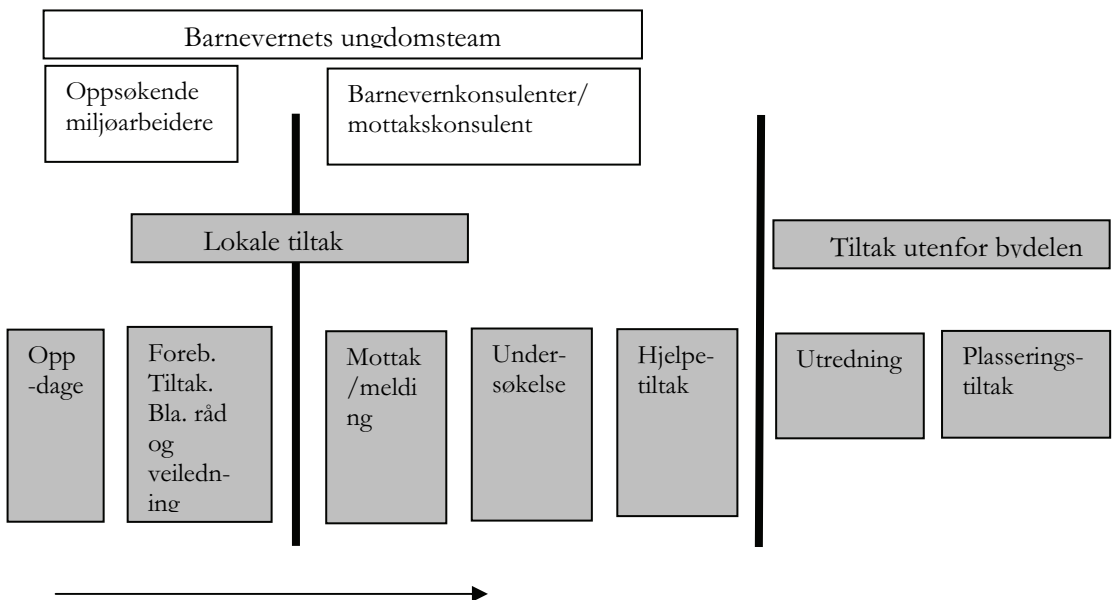 Barnevernets ungdomsteam
Oppsøkende
miljøarbeidere
Barnevernkonsulenter/
mottakskonsulent
Lokale tiltak
Tiltak utenfor bydelen
Opp
-dage
Foreb.
Tiltak.
Bla. råd
og
veiledn-
ing
Mottak
/meldi
ng
Under-
søkelse
Hjelpe-
tiltak
Utredning
Plasserings-
tiltak